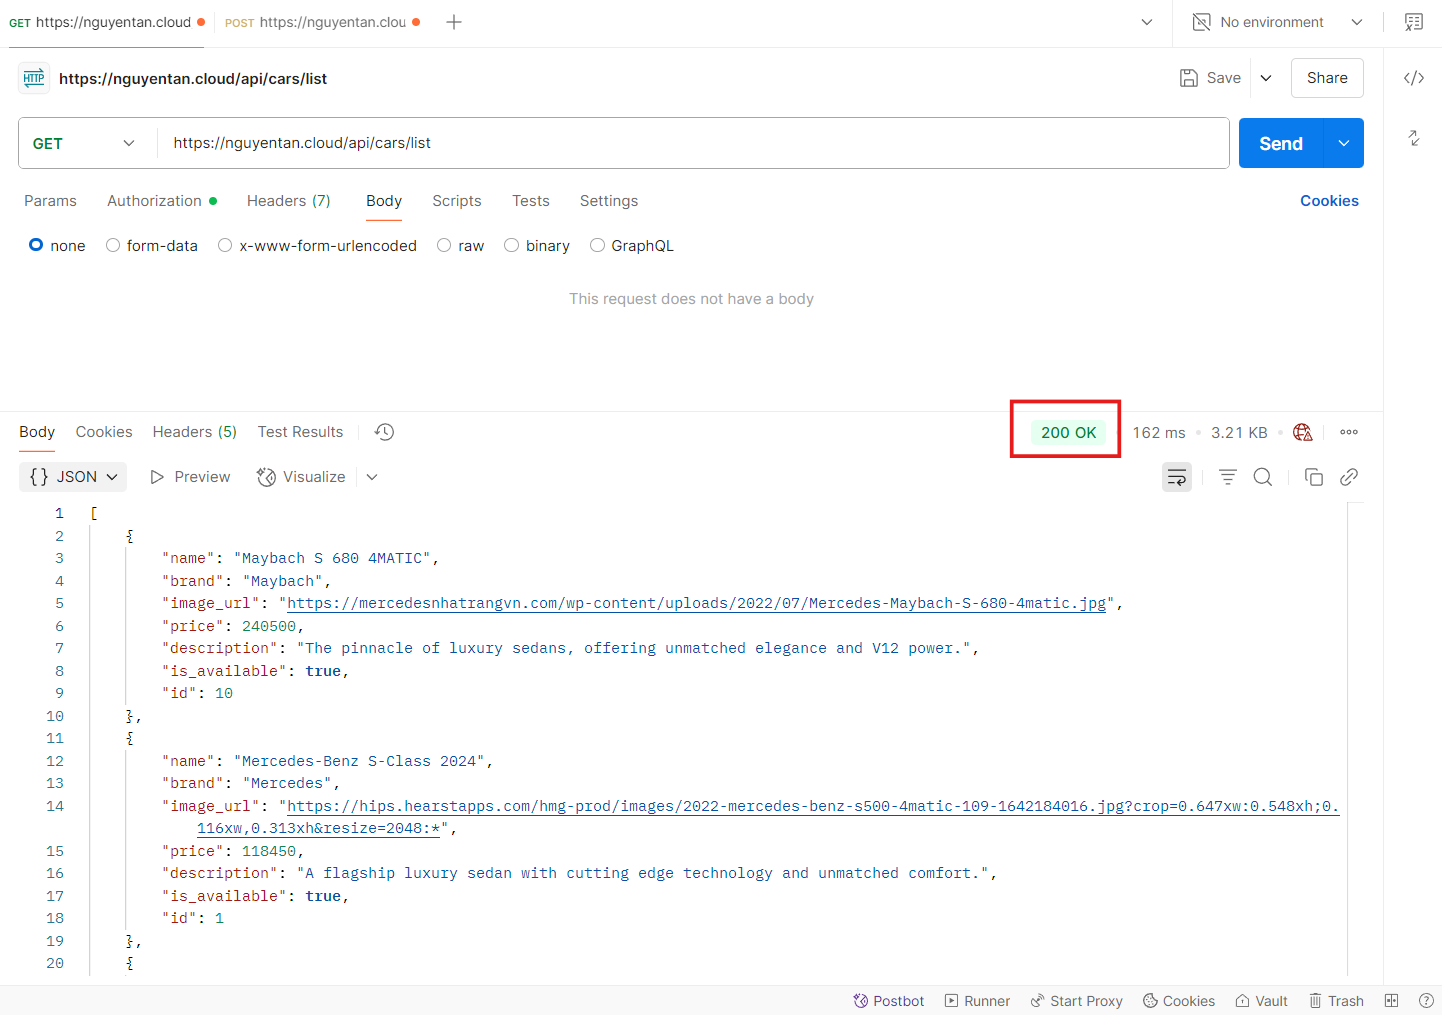 GET https://nguyentan.cloud POST https://nguyentan.clou No environment
HTTP https://nguyentan.cloud/api/cars/list Save Share
GET https://nguyentan.cloud/api/cars/list Send
Params Authorization Headers (7) Body Scripts Tests Settings Cookies
none form-data x-www-form-urlencoded raw binary GraphQL
This request does not have a body
Body Cookies Headers (5) Test Results 200 OK 162 ms 3.21 KB
{} JSON Preview Visualize
1 [
2 {
3 "name": "Maybach S 680 4MATIC",
4 "brand": "Maybach",
5 "image_url": "https://mercedesnhatrangvn.com/wp-content/uploads/2022/07/Mercedes-Maybach-S-680-4matic.jpg",
6 "price": 240500,
7 "description": "The pinnacle of luxury sedans, offering unmatched elegance and V12 power.",
8 "is_available": true,
9 "id": 10
10 },
11 {
12 "name": "Mercedes-Benz S-Class 2024",
13 "brand": "Mercedes",
14 "image_url": "https://hips.hearstapps.com/hmg-prod/images/2022-mercedes-benz-s500-4matic-109-1642184016.jpg?crop=0.647xw:0.548xh;0.
116xw,0.313xh&resize=2048:*",
15 "price": 118450,
16 "description": "A flagship luxury sedan with cutting edge technology and unmatched comfort.",
17 "is_available": true,
18 "id": 1
19 },
20 {
Postbot Runner Start Proxy Cookies Vault Trash